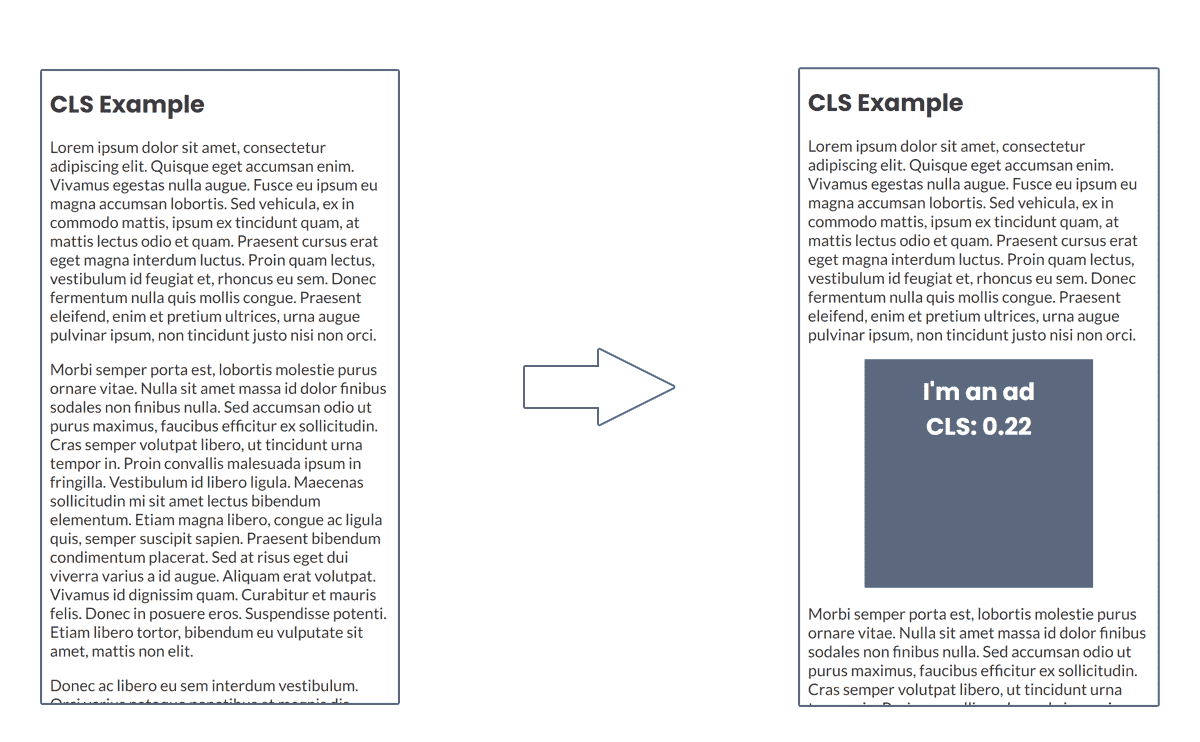 CLS Example
Lorem ipsum dolor sit amet, consectetur
adipiscing elit. Quisque eget accumsan enim.
Vivamus egestas nulla augue. Fusce eu ipsum eu
magna accumsan lobortis. Sed vehicula, ex in
commodo mattis, ipsum ex tincidunt quam, at
mattis lectus odio et quam. Praesent cursus erat
eget magna interdum luctus. Proin quam lectus,
vestibulum id feugiat et, rhoncus eu sem. Donec
fermentum nulla quis mollis congue. Praesent
eleifend, enim et pretium ultrices, urna augue
pulvinar ipsum, non tincidunt justo nisi non orci.
Morbi semper porta est, lobortis molestie purus
ornare vitae. Nulla sit amet massa id dolor finibus
sodales non finibus nulla. Sed accumsan odio ut
purus maximus, faucibus efficitur ex sollicitudin.
Cras semper volutpat libero, ut tincidunt urna
tempor in. Proin convallis malesuada ipsum in
fringilla. Vestibulum id libero ligula. Maecenas
sollicitudin mi sit amet lectus bibendum
elementum. Etiam magna libero, congue ac ligula
quis, semper suscipit sapien. Praesent bibendum
condimentum placerat. Sed at risus eget dui
viverra varius a id augue. Aliquam erat volutpat.
Vivamus id dignissim quam. Curabitur et mauris
felis. Donec in posuere eros. Suspendisse potenti.
Etiam libero tortor, bibendum eu vulputate sit
amet, mattis non elit.
Donec ac libero eu sem interdum vestibulum.
CLS Example
Lorem ipsum dolor sit amet, consectetur
adipiscing elit. Quisque eget accumsan enim.
Vivamus egestas nulla augue. Fusce eu ipsum eu
magna accumsan lobortis. Sed vehicula, ex in
commodo mattis, ipsum ex tincidunt quam, at
mattis lectus odio et quam. Praesent cursus erat
eget magna interdum luctus. Proin quam lectus,
vestibulum id feugiat et, rhoncus eu sem. Donec
fermentum nulla quis mollis congue. Praesent
eleifend, enim et pretium ultrices, urna augue
pulvinar ipsum, non tincidunt justo nisi non orci.
I'm an ad
CLS: 0.22
Morbi semper porta est, lobortis molestie purus
ornare vitae. Nulla sit amet massa id dolor finibus
sodales non finibus nulla. Sed accumsan odio ut
purus maximus, faucibus efficitur ex sollicitudin.
Cras semper volutpat libero, ut tincidunt urna